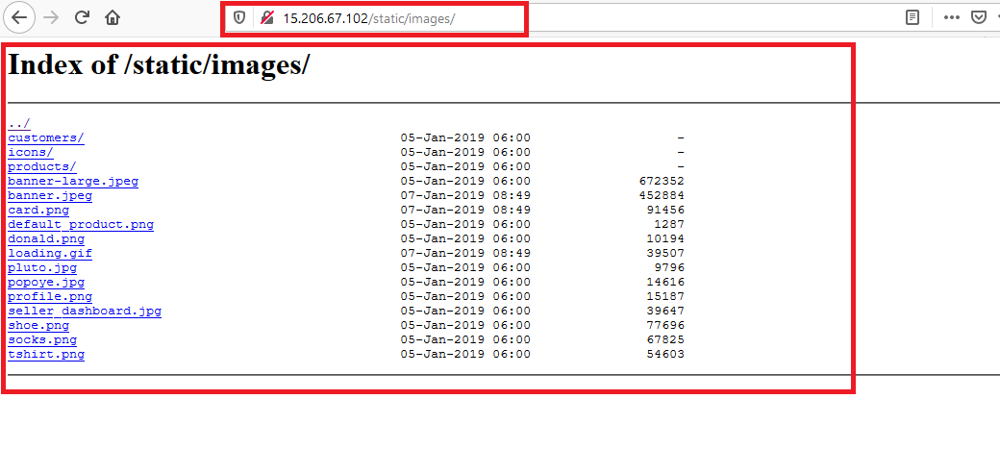 15.206.67.102/static/images/
Index of /static/images/
../
customers/ 05-Jan-2019 06:00 -
icons/ 05-Jan-2019 06:00 -
products/ 05-Jan-2019 06:00 -
banner-large.jpeg 05-Jan-2019 06:00 672352
banner.jpeg 07-Jan-2019 08:49 452884
card.png 07-Jan-2019 08:49 91456
default_product.png 05-Jan-2019 06:00 1287
donald.png 05-Jan-2019 06:00 10194
loading.gif 07-Jan-2019 08:49 39507
pluto.jpg 05-Jan-2019 06:00 9796
popoye.jpg 05-Jan-2019 06:00 14616
profile.png 05-Jan-2019 06:00 15187
seller_dashboard.jpg 05-Jan-2019 06:00 39647
shoe.png 05-Jan-2019 06:00 77696
socks.png 05-Jan-2019 06:00 67825
tshirt.png 05-Jan-2019 06:00 54603